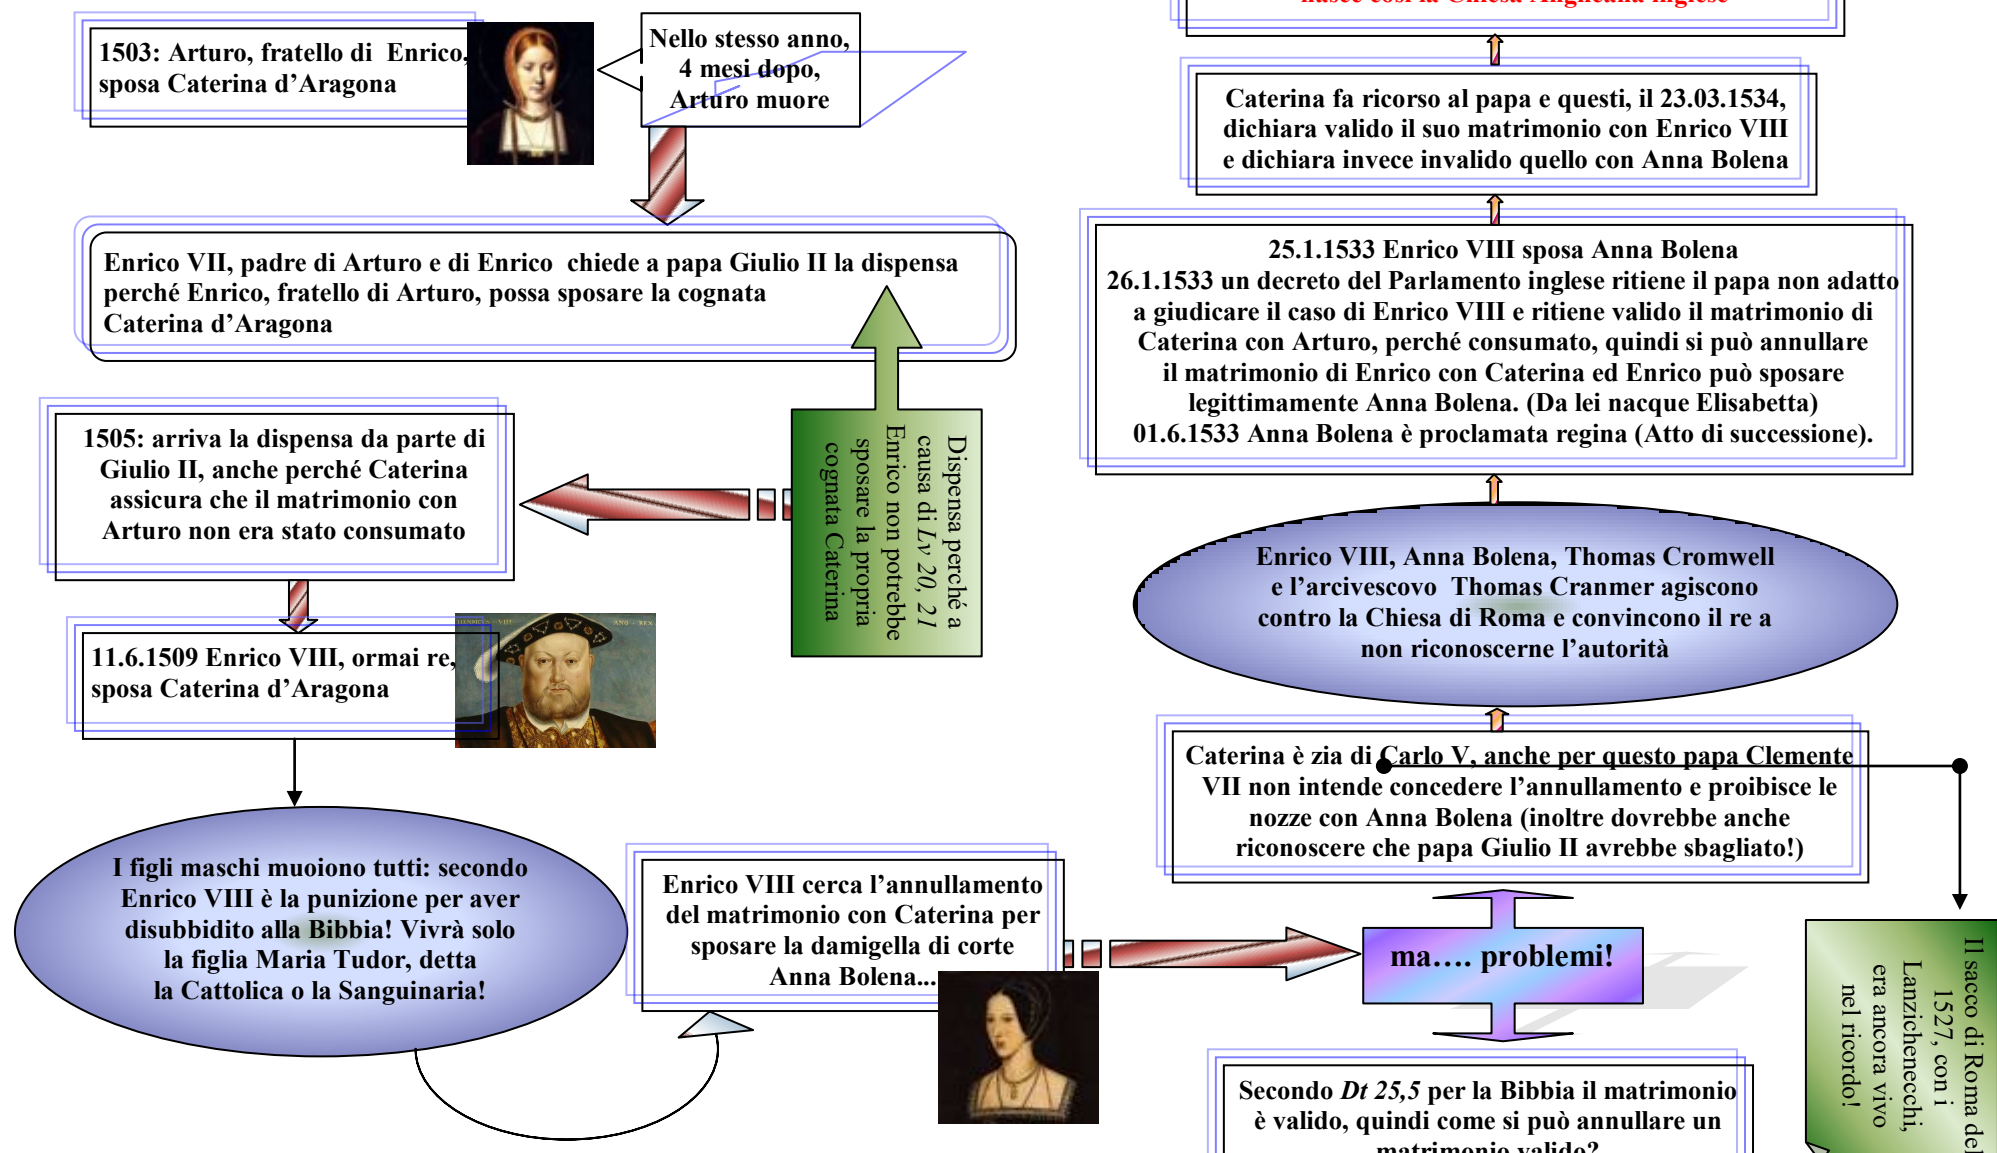 1503: Arturo, fratello di  Enrico,
sposa Caterina d’Aragona
Nello stesso anno,
4 mesi dopo,
Arturo muore
Enrico VII, padre di Arturo e di Enrico  chiede a papa Giulio II la dispensa
perché Enrico, fratello di Arturo, possa sposare la cognata
Caterina d’Aragona
Dispensa perché a
causa di Lv 20, 21
Enrico non potrebbe
sposare la propria
cognata Caterina
1505: arriva la dispensa da parte di
Giulio II, anche perché Caterina
assicura che il matrimonio con
Arturo non era stato consumato
11.6.1509 Enrico VIII, ormai re,
sposa Caterina d’Aragona
I figli maschi muoiono tutti: secondo
Enrico VIII è la punizione per aver
disubbidito alla Bibbia! Vivrà solo
la figlia Maria Tudor, detta
la Cattolica o la Sanguinaria!
Enrico VIII cerca l’annullamento
del matrimonio con Caterina per
sposare la damigella di corte
Anna Bolena...
ma…. problemi!
Secondo Dt 25,5 per la Bibbia il matrimonio
è valido, quindi come si può annullare un
matrimonio valido?
Caterina è zia di Carlo V, anche per questo papa Clemente
VII non intende concedere l’annullamento e proibisce le
nozze con Anna Bolena (inoltre dovrebbe anche
riconoscere che papa Giulio II avrebbe sbagliato!)
Il sacco di Roma del
1527, con i
Lanzichenecchi,
era ancora vivo
nel ricordo!
Enrico VIII, Anna Bolena, Thomas Cromwell
e l’arcivescovo  Thomas Cranmer agiscono
contro la Chiesa di Roma e convincono il re a
non riconoscerne l’autorità
25.1.1533 Enrico VIII sposa Anna Bolena
26.1.1533 un decreto del Parlamento inglese ritiene il papa non adatto
a giudicare il caso di Enrico VIII e ritiene valido il matrimonio di
Caterina con Arturo, perché consumato, quindi si può annullare
il matrimonio di Enrico con Caterina ed Enrico può sposare
legittimamente Anna Bolena. (Da lei nacque Elisabetta)
01.6.1533 Anna Bolena è proclamata regina (Atto di successione).
Caterina fa ricorso al papa e questi, il 23.03.1534,
dichiara valido il suo matrimonio con Enrico VIII
e dichiara invece invalido quello con Anna Bolena
nasce così la Chiesa Anglicana inglese